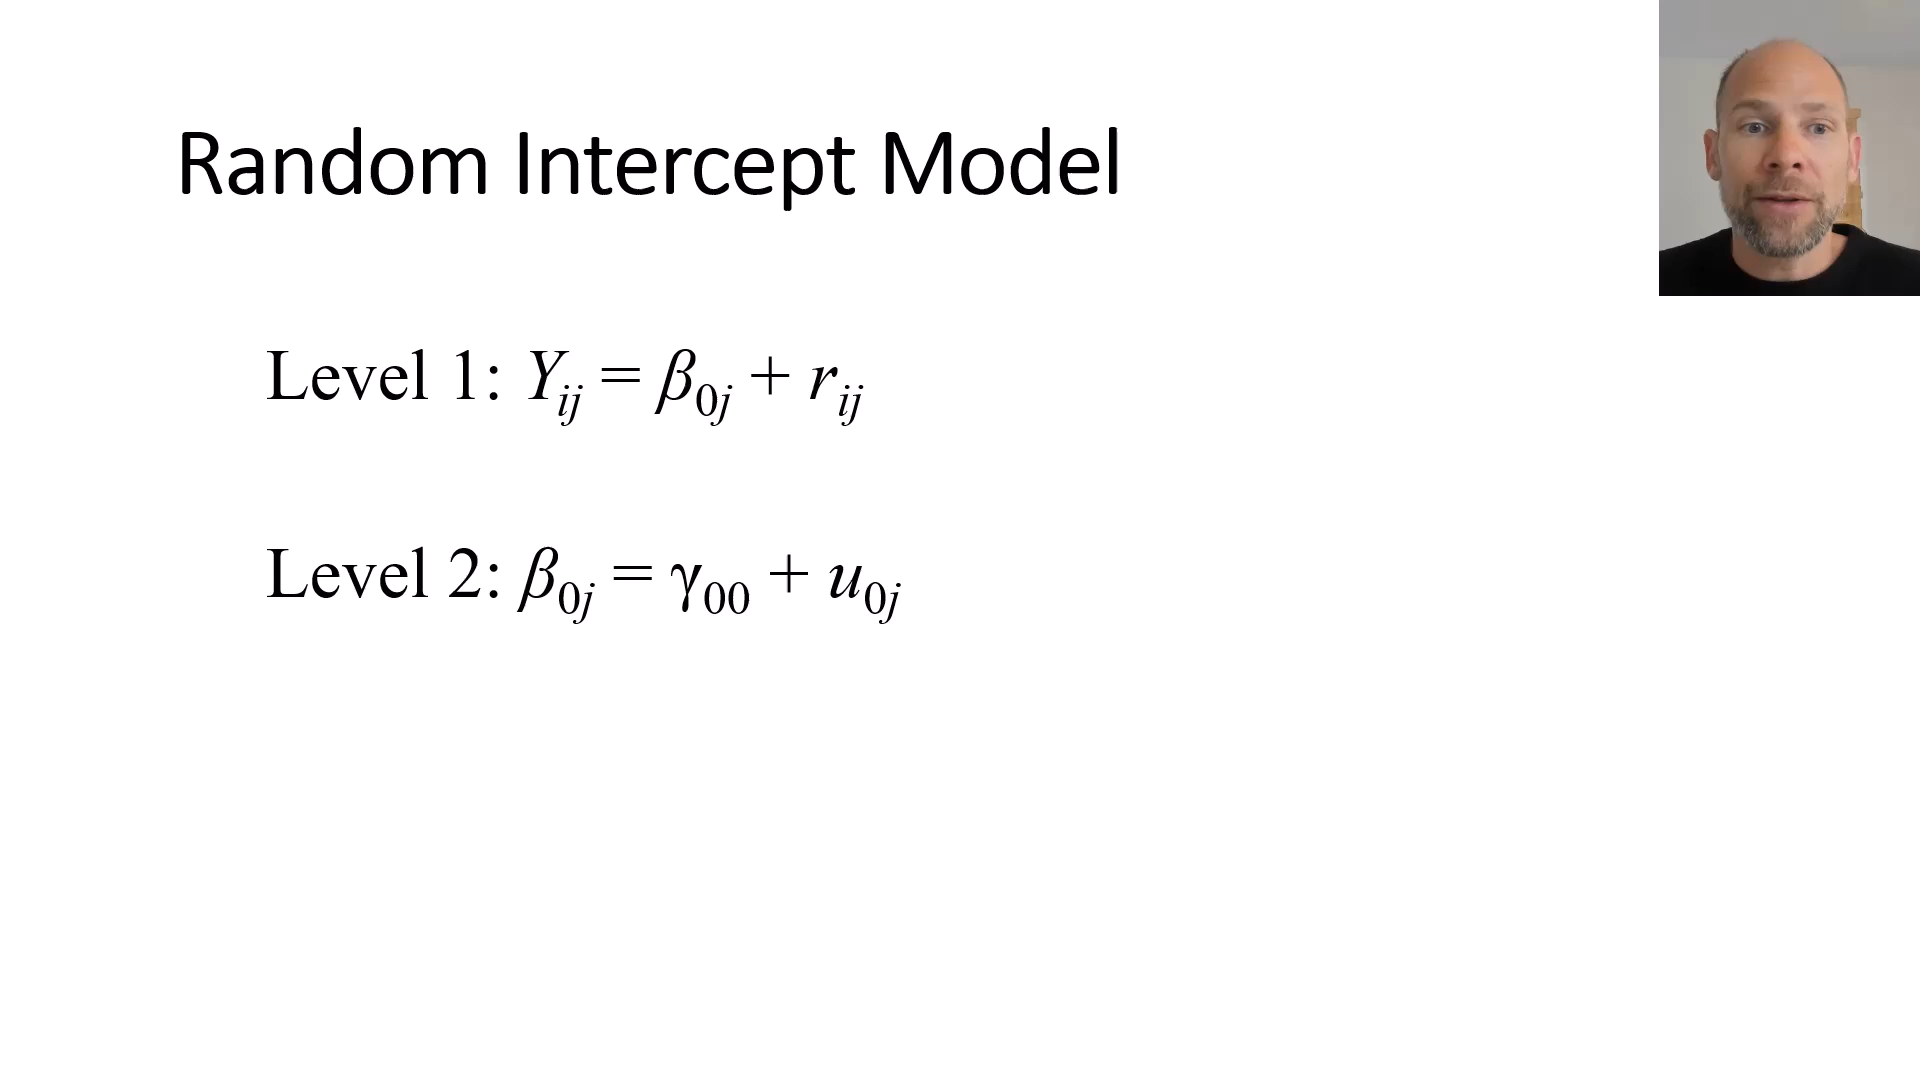 Random Intercept Model
Level 1: Yij = β0j + rij
Level 2: β0j = γ00 + u0j